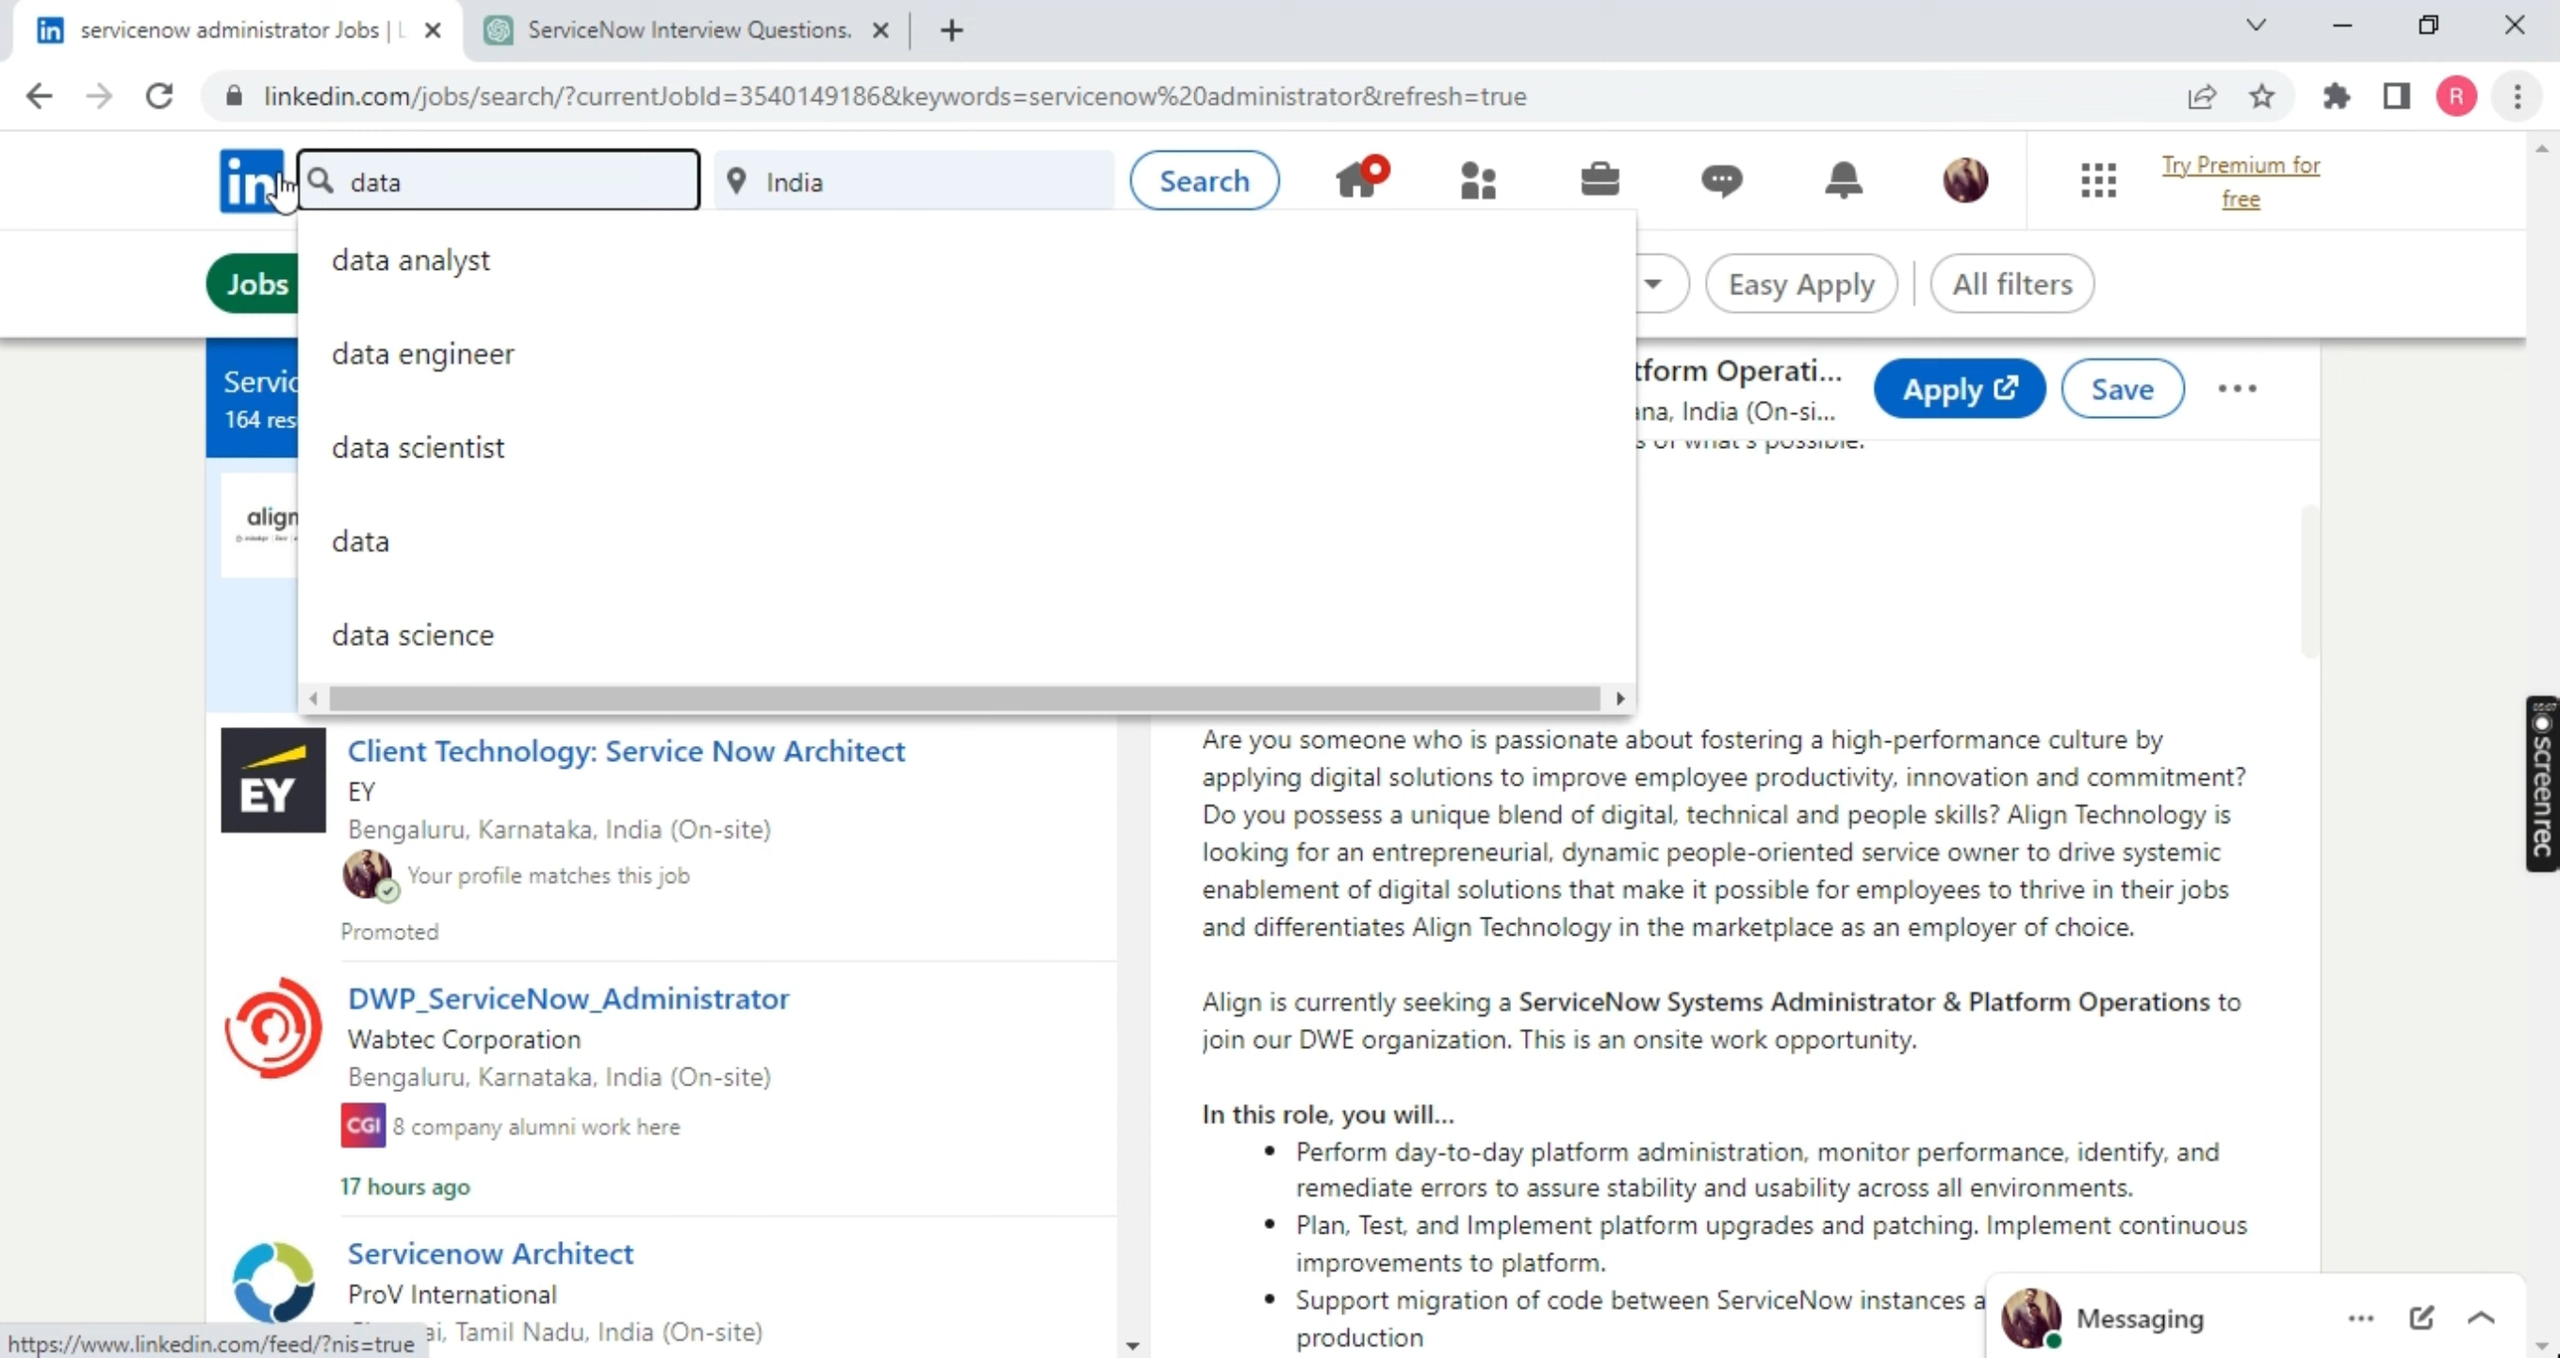 servicenow administrator Jobs | L
ServiceNow Interview Questions.
linkedin.com/jobs/search/?currentJobId=3540149186&keywords=servicenow%20administrator&refresh=true
R
in
data
India
Search
Try Premium for
free
Jobs
data analyst
data engineer
data scientist
data
data science
Easy Apply
All filters
Servic
164 res
align
tform Operati...
ana, India (On-si...
Apply
Save
s of what's possible.
Client Technology: Service Now Architect
EY
EY
Bengaluru, Karnataka, India (On-site)
Your profile matches this job
Promoted
DWP_ServiceNow_Administrator
Wabtec Corporation
Bengaluru, Karnataka, India (On-site)
CGI 8 company alumni work here
17 hours ago
Servicenow Architect
ProV International
ai, Tamil Nadu, India (On-site)
https://www.linkedin.com/feed/?nis=true
Are you someone who is passionate about fostering a high-performance culture by
applying digital solutions to improve employee productivity, innovation and commitment?
Do you possess a unique blend of digital, technical and people skills? Align Technology is
looking for an entrepreneurial, dynamic people-oriented service owner to drive systemic
enablement of digital solutions that make it possible for employees to thrive in their jobs
and differentiates Align Technology in the marketplace as an employer of choice.
Align is currently seeking a ServiceNow Systems Administrator & Platform Operations to
join our DWE organization. This is an onsite work opportunity.
In this role, you will...
• Perform day-to-day platform administration, monitor performance, identify, and
remediate errors to assure stability and usability across all environments.
• Plan, Test, and Implement platform upgrades and patching. Implement continuous
improvements to platform.
• Support migration of code between ServiceNow instances a
production
Messaging
screenrec